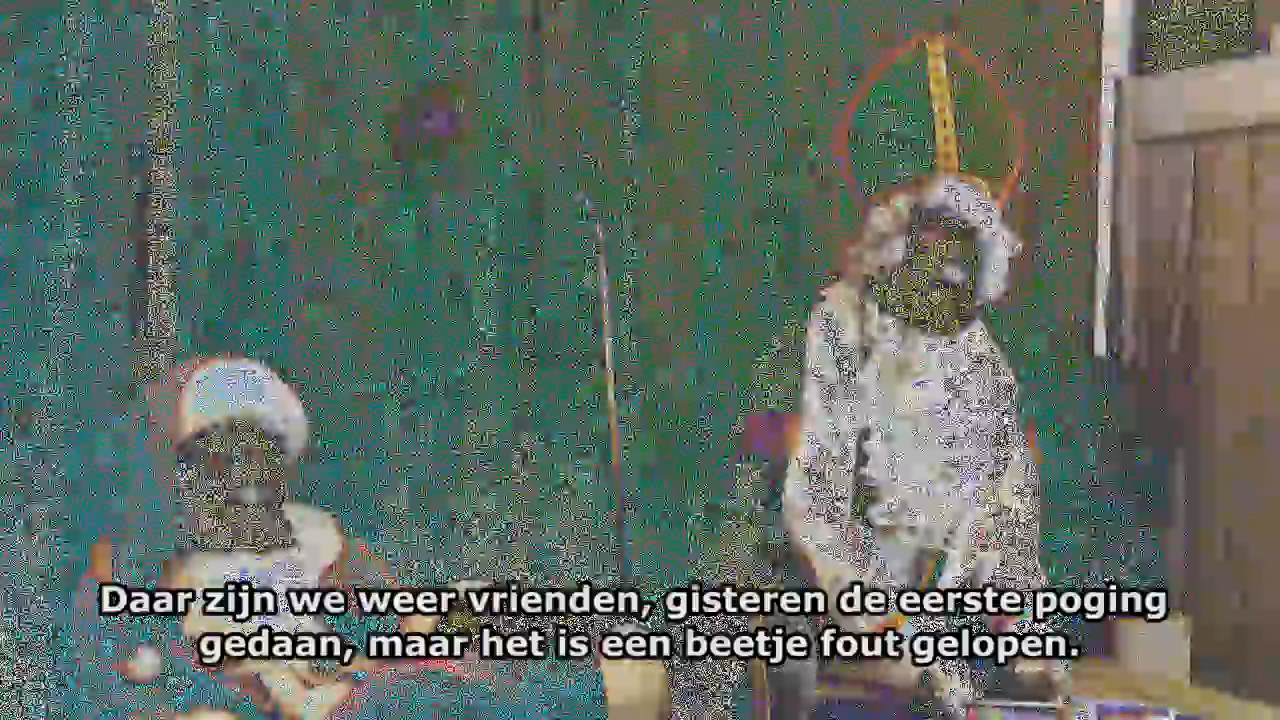 Daar zijn we weer vrienden, gisteren de eerste poging
gedaan, maar het is een beetje fout gelopen.